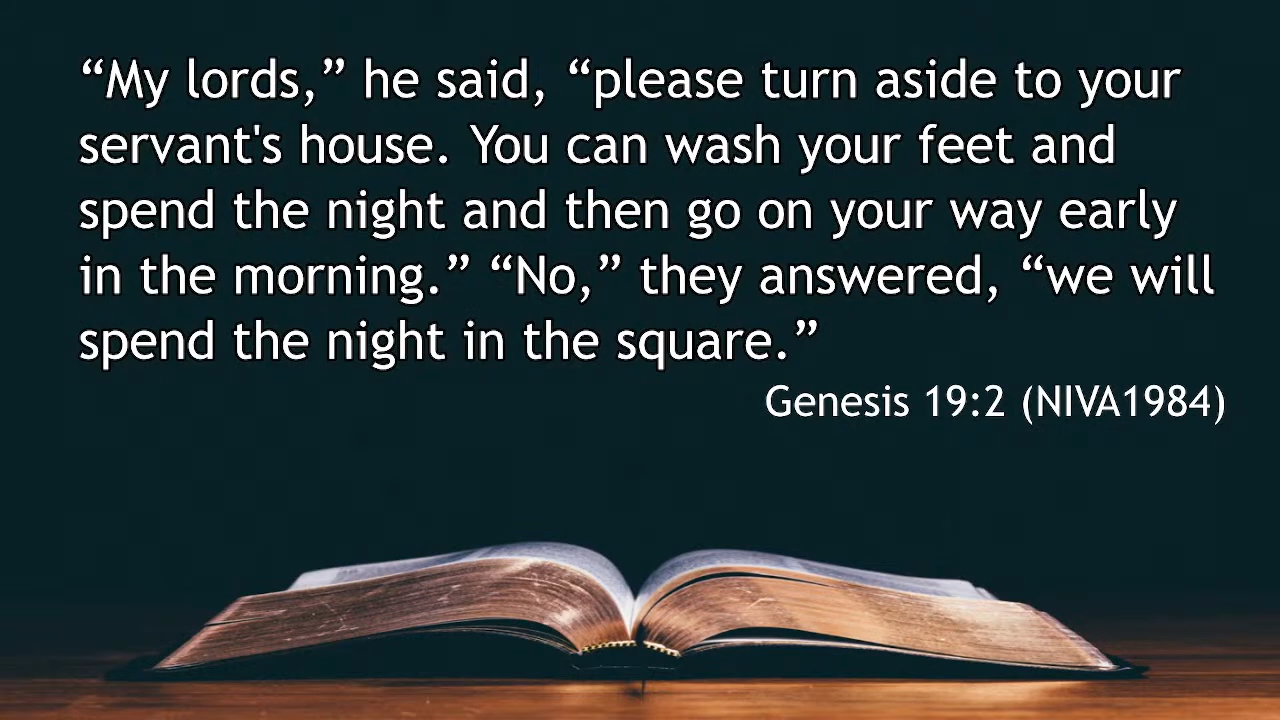 “My lords,” he said, “please turn aside to your
servant's house. You can wash your feet and
spend the night and then go on your way early
in the morning.” “No,” they answered, “we will
spend the night in the square.”
Genesis 19:2 (NIVA1984)